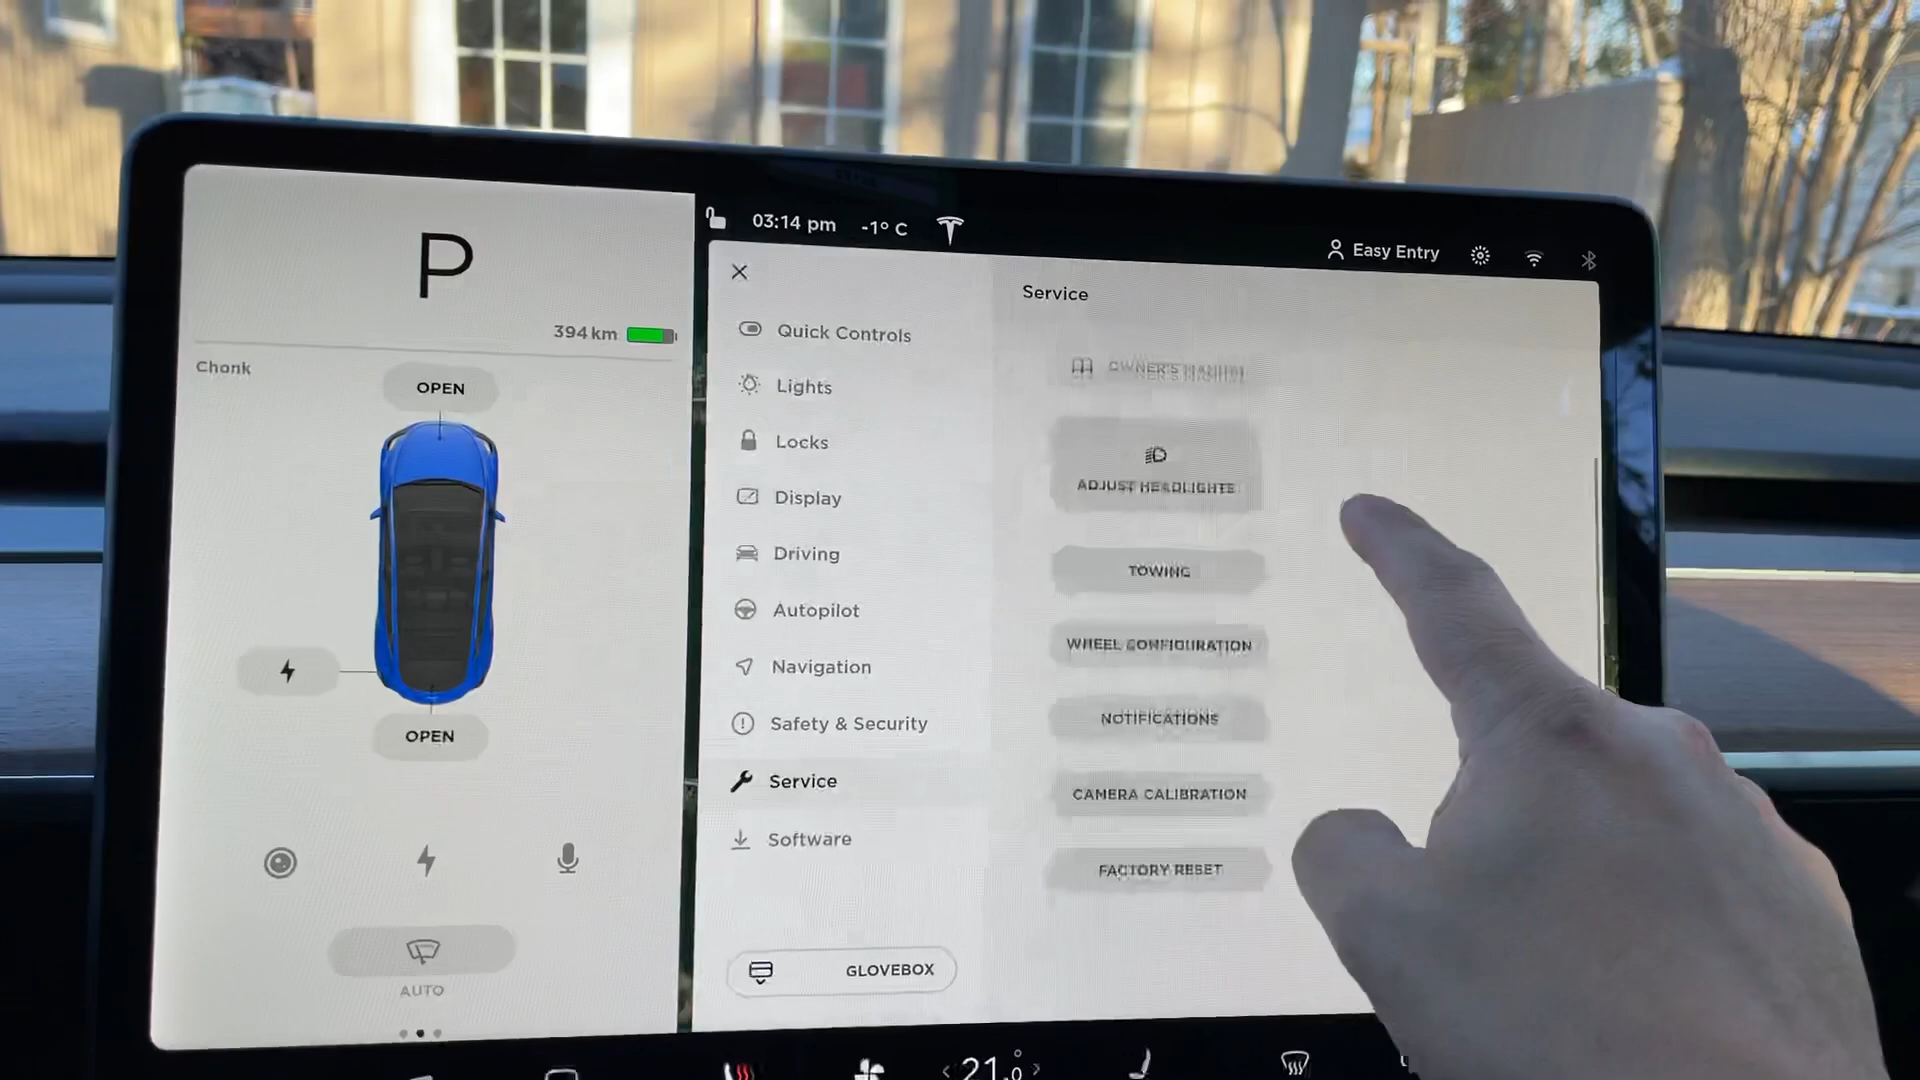 P
394 km
Chonk
OPEN
OPEN
AUTO
03:14 pm -1° C
Easy Entry
Quick Controls
Lights
Locks
Display
Driving
Autopilot
Navigation
Safety & Security
Service
Software
GLOVEBOX
Service
OWNER'S MANUAL
ADJUST HEADLIGHTS
TOWING
WHEEL CONFIGURATION
NOTIFICATIONS
CAMERA CALIBRATION
FACTORY RESET
21.0